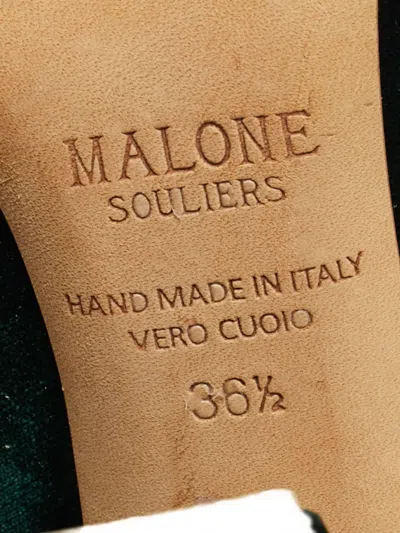 MALONE
SOULIERS
HAND MADE IN ITALY
VERO CUOIO
36½